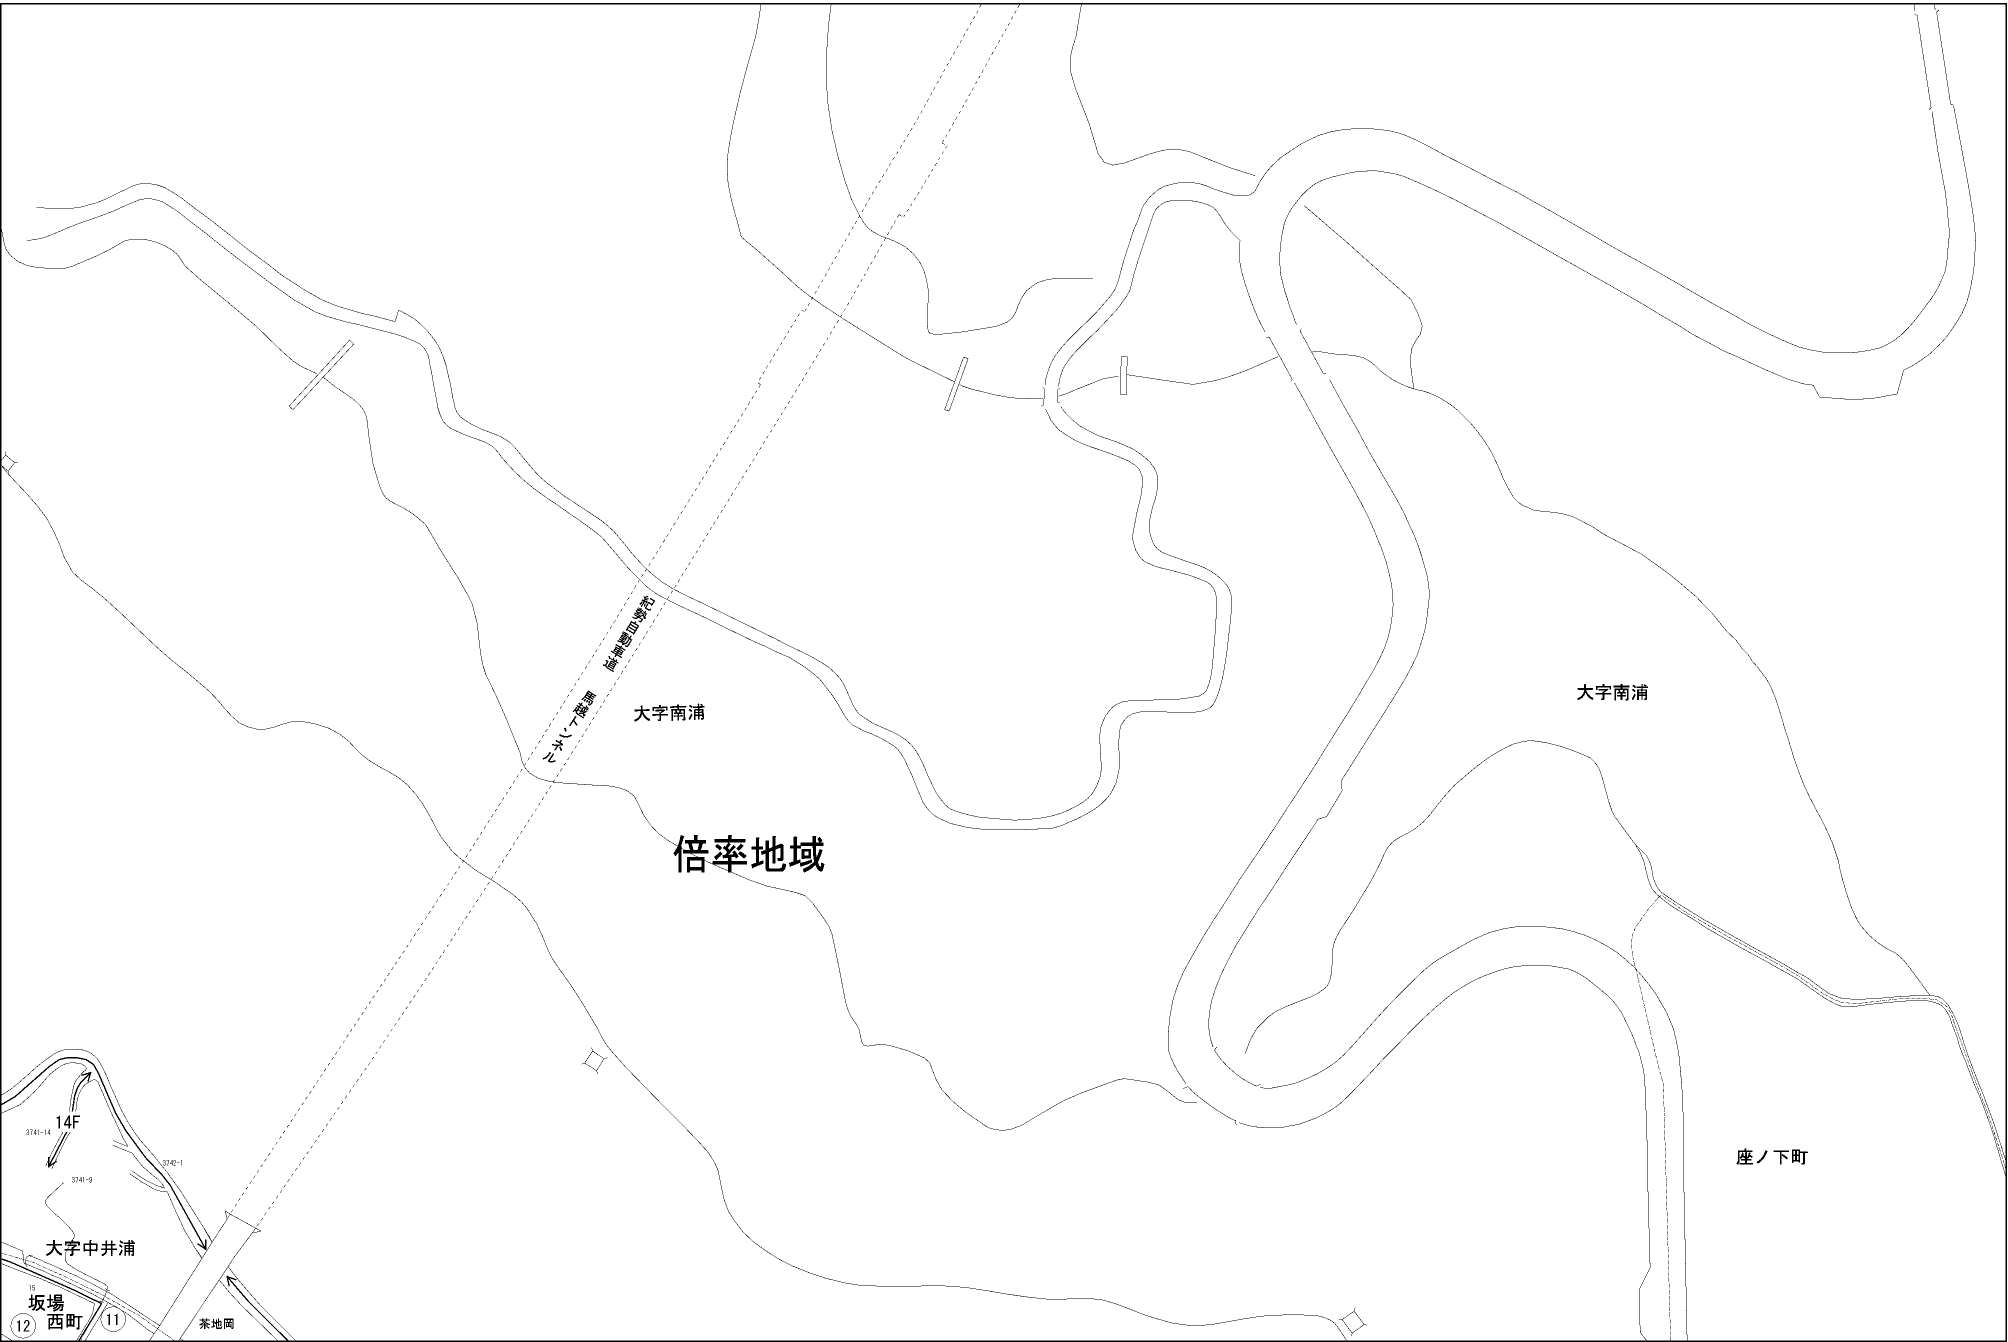 紀勢自動車道 馬越トンネル
大字南浦
大字南浦
倍率地域
14F
3741-14
3742-1
3741-9
座ノ下町
大字中井浦
15
坂場
西町
12
11
茶地岡